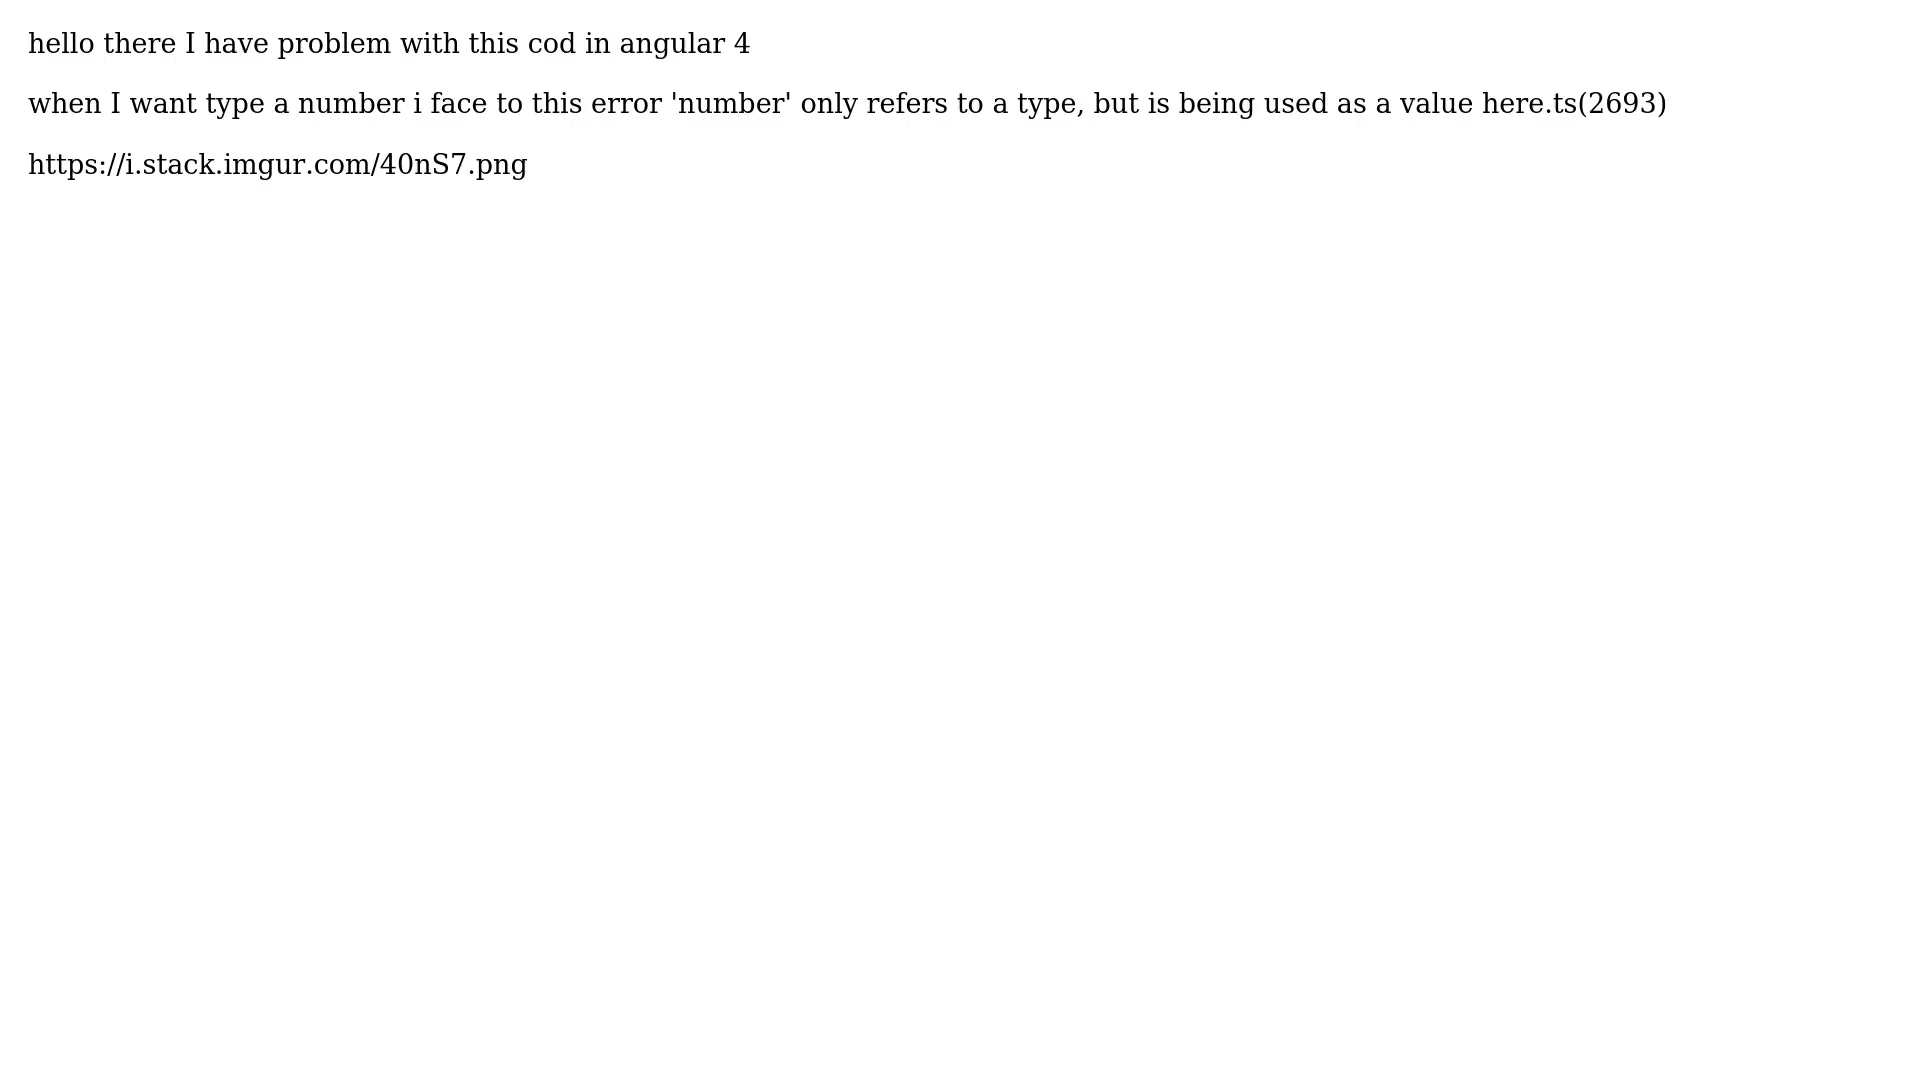 hello there I have problem with this cod in angular 4
when I want type a number i face to this error 'number' only refers to a type, but is being used as a value here.ts(2693)
https://i.stack.imgur.com/40nS7.png